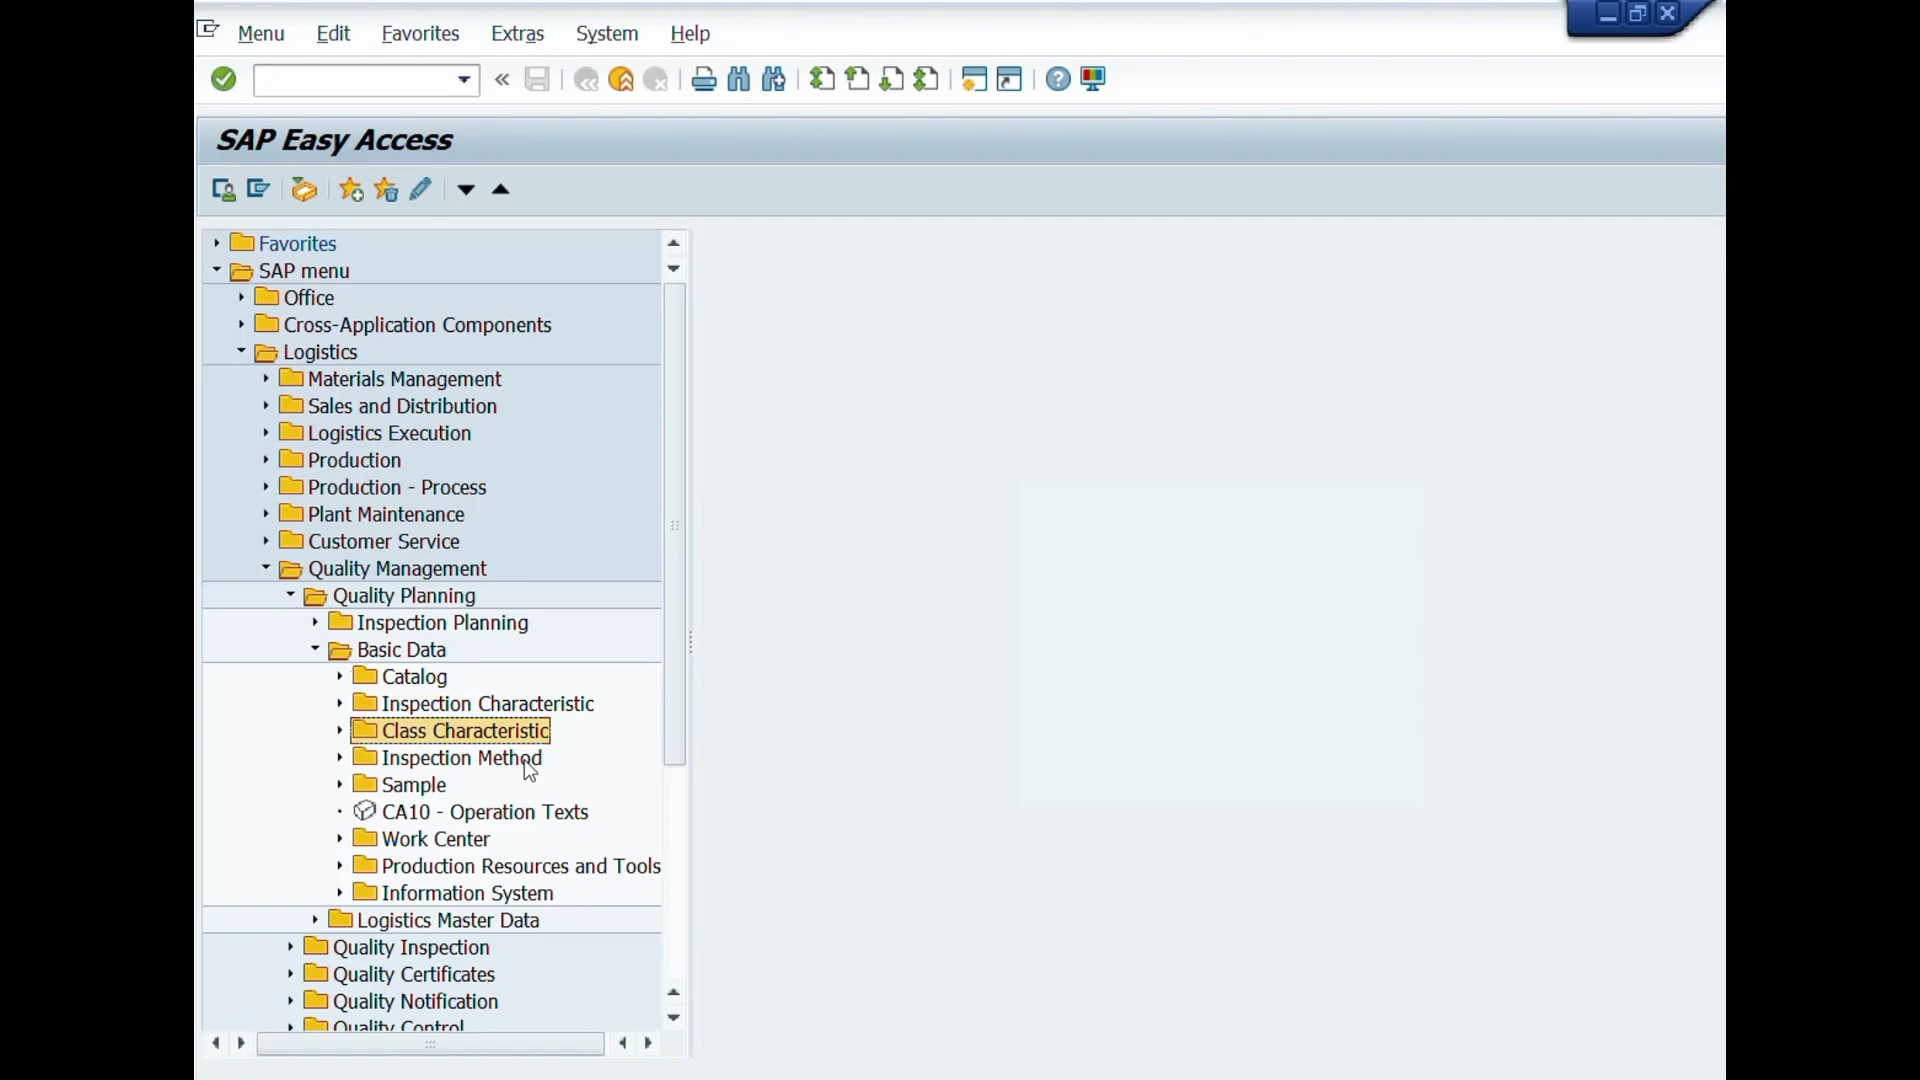 Menu Edit Favorites Extras System Help
SAP Easy Access
Favorites
SAP menu
Office
Cross-Application Components
Logistics
Materials Management
Sales and Distribution
Logistics Execution
Production
Production - Process
Plant Maintenance
Customer Service
Quality Management
Quality Planning
Inspection Planning
Basic Data
Catalog
Inspection Characteristic
Class Characteristic
Inspection Method
Sample
CA10 - Operation Texts
Work Center
Production Resources and Tools
Information System
Logistics Master Data
Quality Inspection
Quality Certificates
Quality Notification
Quality Control